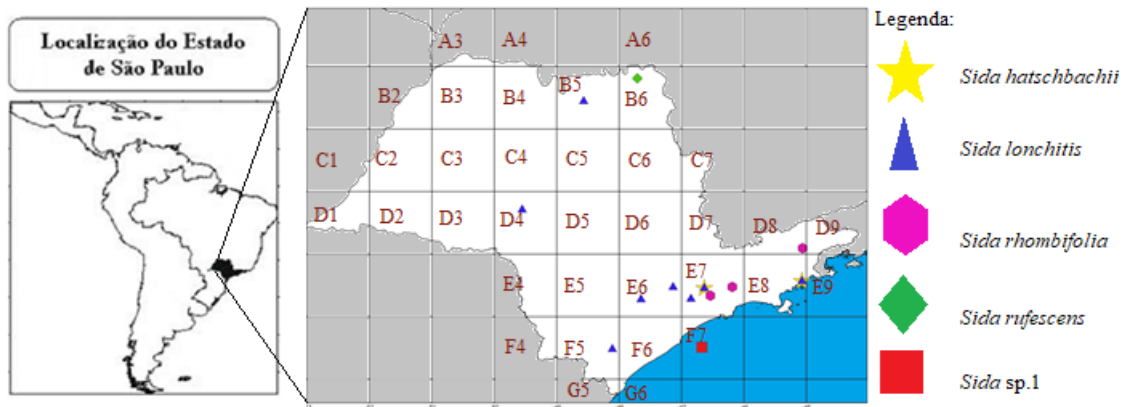 Localização do Estado
de São Paulo
A3 A4 A6
B2 B3 B4 B5 B6
C1 C2 C3 C4 C5 C6 C7
D1 D2 D3 D4 D5 D6 D7 D8 D9
E4 E5 E6 E7 E8 E9
F4 F5 F6 F7
G5 G6
Legenda:
Sida hatschbachii
Sida lonchitis
Sida rhombifolia
Sida rufescens
Sida sp.1